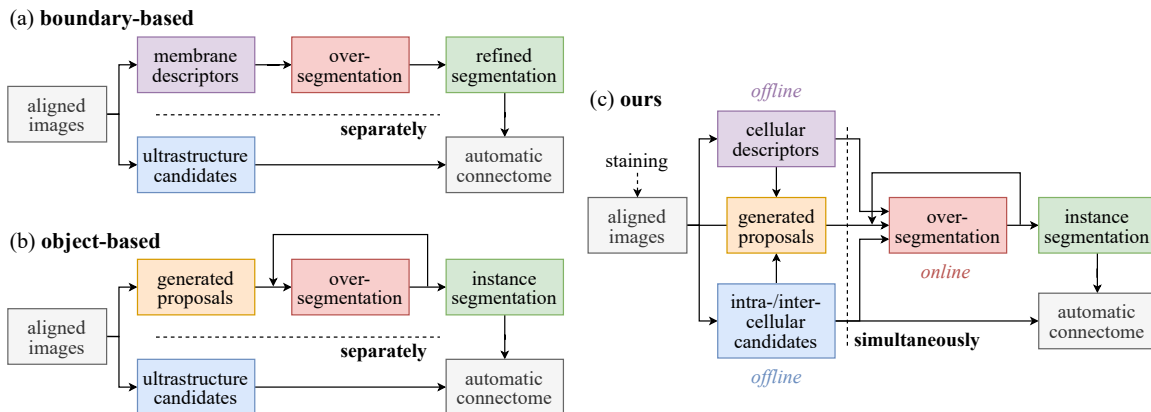 (a) boundary-based
aligned
images
membrane
descriptors
over-
segmentation
refined
segmentation
separately
ultrastructure
candidates
automatic
connectome
(b) object-based
aligned
images
generated
proposals
over-
segmentation
instance
segmentation
separately
ultrastructure
candidates
automatic
connectome
(c) ours
offline
cellular
descriptors
staining
aligned
images
generated
proposals
over-
segmentation
online
instance
segmentation
intra-/inter-
cellular
candidates
simultaneously
automatic
connectome
offline